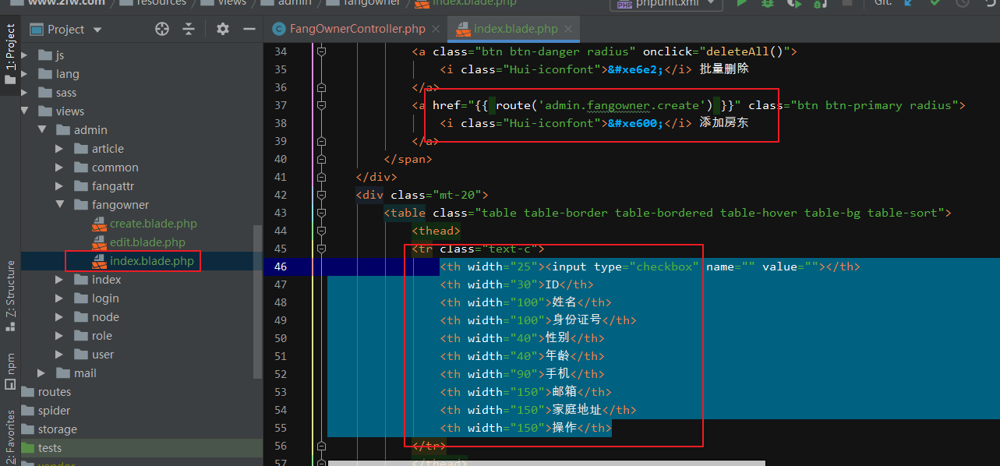 www.zfw.com resources views admin fangowner index.blade.php phpunit.xml Git:
Project FangOwnerController.php index.blade.php
1: Project
7: Structure
npm
2: Favorites
js
lang
sass
views
admin
article
common
fangattr
fangowner
create.blade.php
edit.blade.php
index.blade.php
index
login
node
role
user
mail
routes
spider
storage
tests
vendor
34 <a class="btn btn-danger radius" onclick="deleteAll()">
35 <i class="Hui-iconfont">&#xe6e2;</i> 批量删除
36 </a>
37 <a href="{{ route('admin.fangowner.create') }}" class="btn btn-primary radius">
38 <i class="Hui-iconfont">&#xe600;</i> 添加房东
39 </a>
40 </span>
41 </div>
42 <div class="mt-20">
43 <table class="table table-border table-bordered table-hover table-bg table-sort">
44 <thead>
45 <tr class="text-c">
46 <th width="25"><input type="checkbox" name="" value=""></th>
47 <th width="30">ID</th>
48 <th width="100">姓名</th>
49 <th width="100">身份证号</th>
50 <th width="40">性别</th>
51 <th width="40">年龄</th>
52 <th width="90">手机</th>
53 <th width="150">邮箱</th>
54 <th width="150">家庭地址</th>
55 <th width="150">操作</th>
56 </tr>
57 </thead>